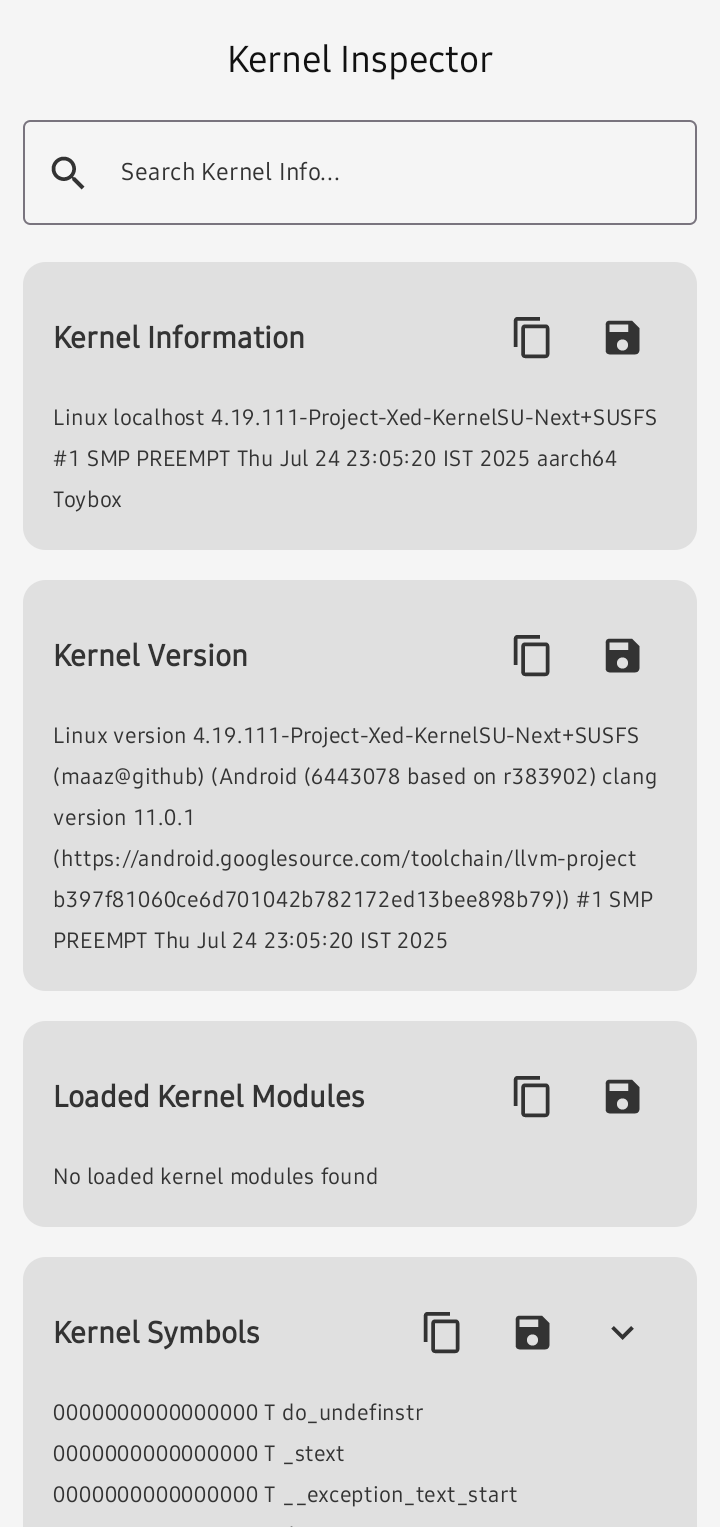 Kernel Inspector
Search Kernel Info...
Kernel Information
Linux localhost 4.19.111-Project-Xed-KernelSU-Next+SUSFS
#1 SMP PREEMPT Thu Jul 24 23:05:20 IST 2025 aarch64
Toybox
Kernel Version
Linux version 4.19.111-Project-Xed-KernelSU-Next+SUSFS
(maaz@github) (Android (6443078 based on r383902) clang
version 11.0.1
(https://android.googlesource.com/toolchain/llvm-project
b397f81060ce6d701042b782172ed13bee898b79)) #1 SMP
PREEMPT Thu Jul 24 23:05:20 IST 2025
Loaded Kernel Modules
No loaded kernel modules found
Kernel Symbols
0000000000000000 T do_undefinstr
0000000000000000 T _stext
0000000000000000 T __exception_text_start